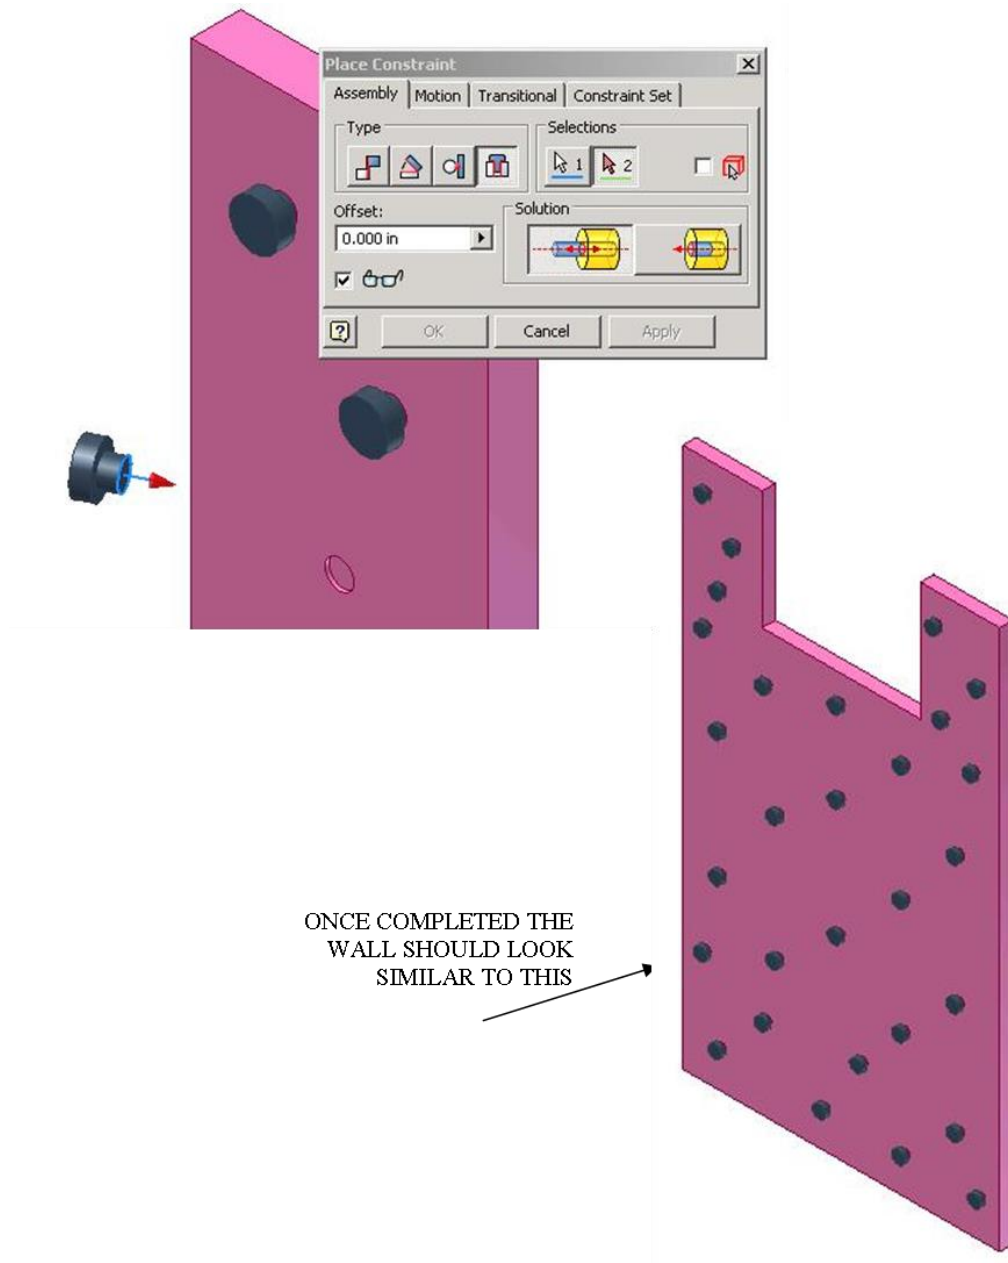 Place Constraint
Assembly Motion Transitional Constraint Set
Type
Selections
1 2
Offset:
Solution
0.000 in
OK Cancel Apply
ONCE COMPLETED THE
WALL SHOULD LOOK
SIMILAR TO THIS